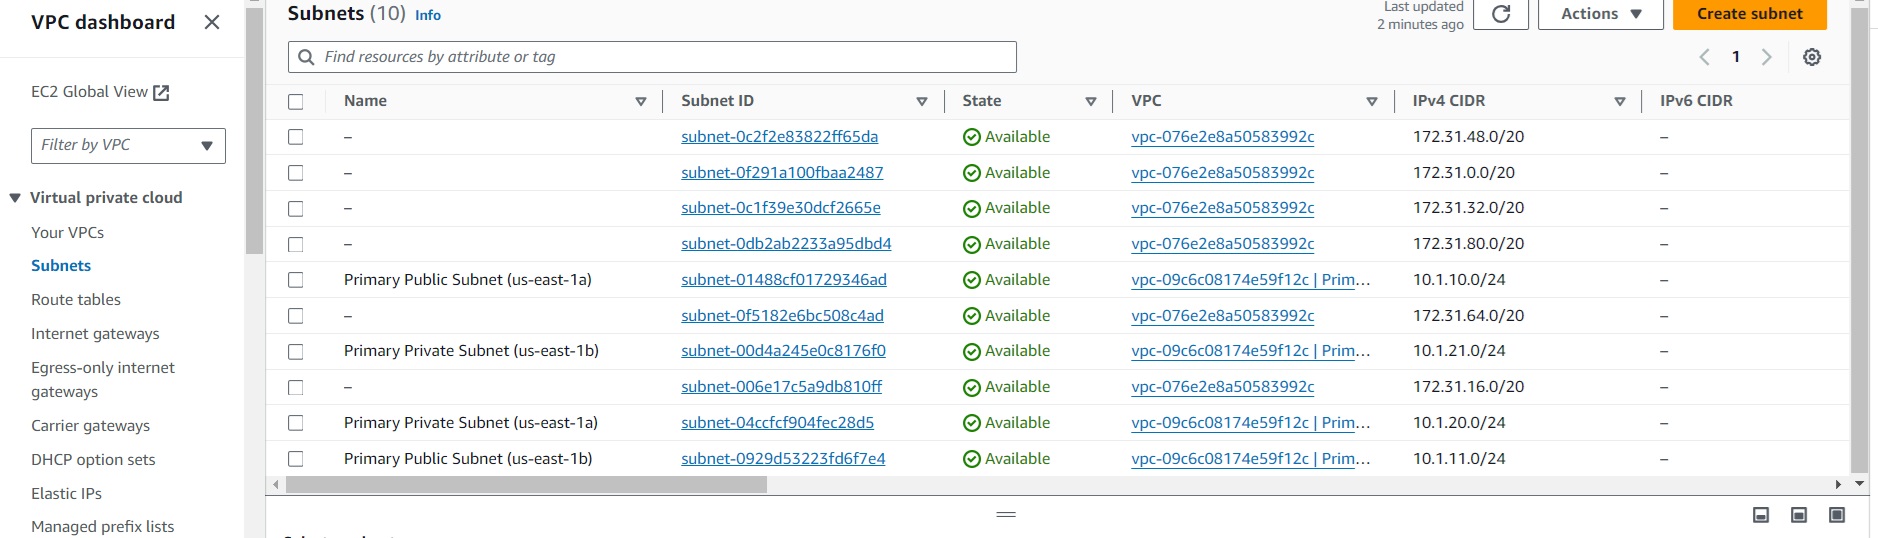 VPC dashboard
EC2 Global View
Filter by VPC
Virtual private cloud
Your VPCs
Subnets
Route tables
Internet gateways
Egress-only internet
gateways
Carrier gateways
DHCP option sets
Elastic IPs
Managed prefix lists
Subnets (10) Info
Last updated
2 minutes ago
Actions
Create subnet
Find resources by attribute or tag
1
Name Subnet ID State VPC IPv4 CIDR IPv6 CIDR
– subnet-0c2f2e83822ff65da Available vpc-076e2e8a50583992c 172.31.48.0/20 –
– subnet-0f291a100fbaa2487 Available vpc-076e2e8a50583992c 172.31.0.0/20 –
– subnet-0c1f39e30dcf2665e Available vpc-076e2e8a50583992c 172.31.32.0/20 –
– subnet-0db2ab2233a95dbd4 Available vpc-076e2e8a50583992c 172.31.80.0/20 –
Primary Public Subnet (us-east-1a) subnet-01488cf01729346ad Available vpc-09c6c08174e59f12c | Prim… 10.1.10.0/24 –
– subnet-0f5182e6bc508c4ad Available vpc-076e2e8a50583992c 172.31.64.0/20 –
Primary Private Subnet (us-east-1b) subnet-00d4a245e0c8176f0 Available vpc-09c6c08174e59f12c | Prim… 10.1.21.0/24 –
– subnet-006e17c5a9db810ff Available vpc-076e2e8a50583992c 172.31.16.0/20 –
Primary Private Subnet (us-east-1a) subnet-04ccfcf904fec28d5 Available vpc-09c6c08174e59f12c | Prim… 10.1.20.0/24 –
Primary Public Subnet (us-east-1b) subnet-0929d53223fd6f7e4 Available vpc-09c6c08174e59f12c | Prim… 10.1.11.0/24 –